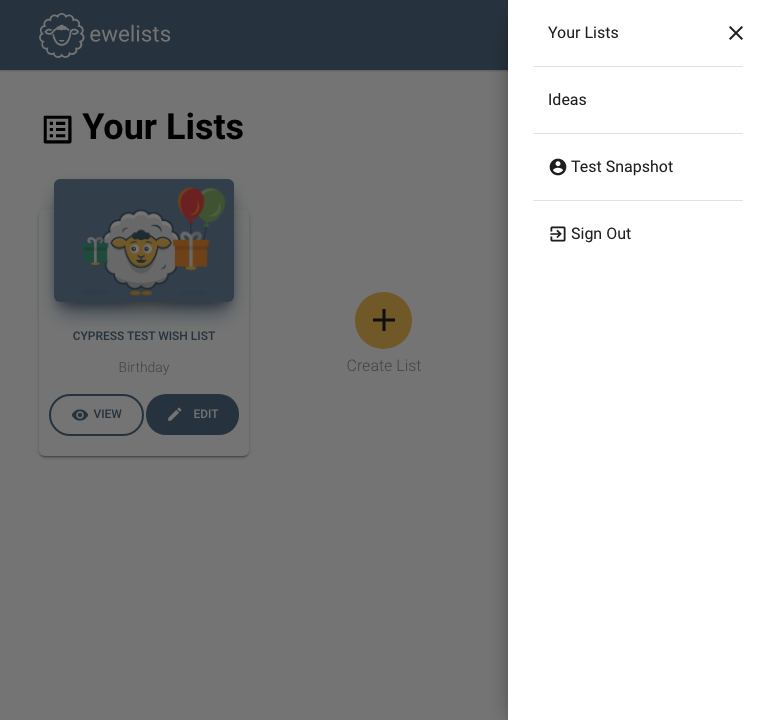 ewelists
Your Lists
CYPRESS TEST WISH LIST
Birthday
VIEW
EDIT
Create List
Your Lists
Ideas
Test Snapshot
Sign Out